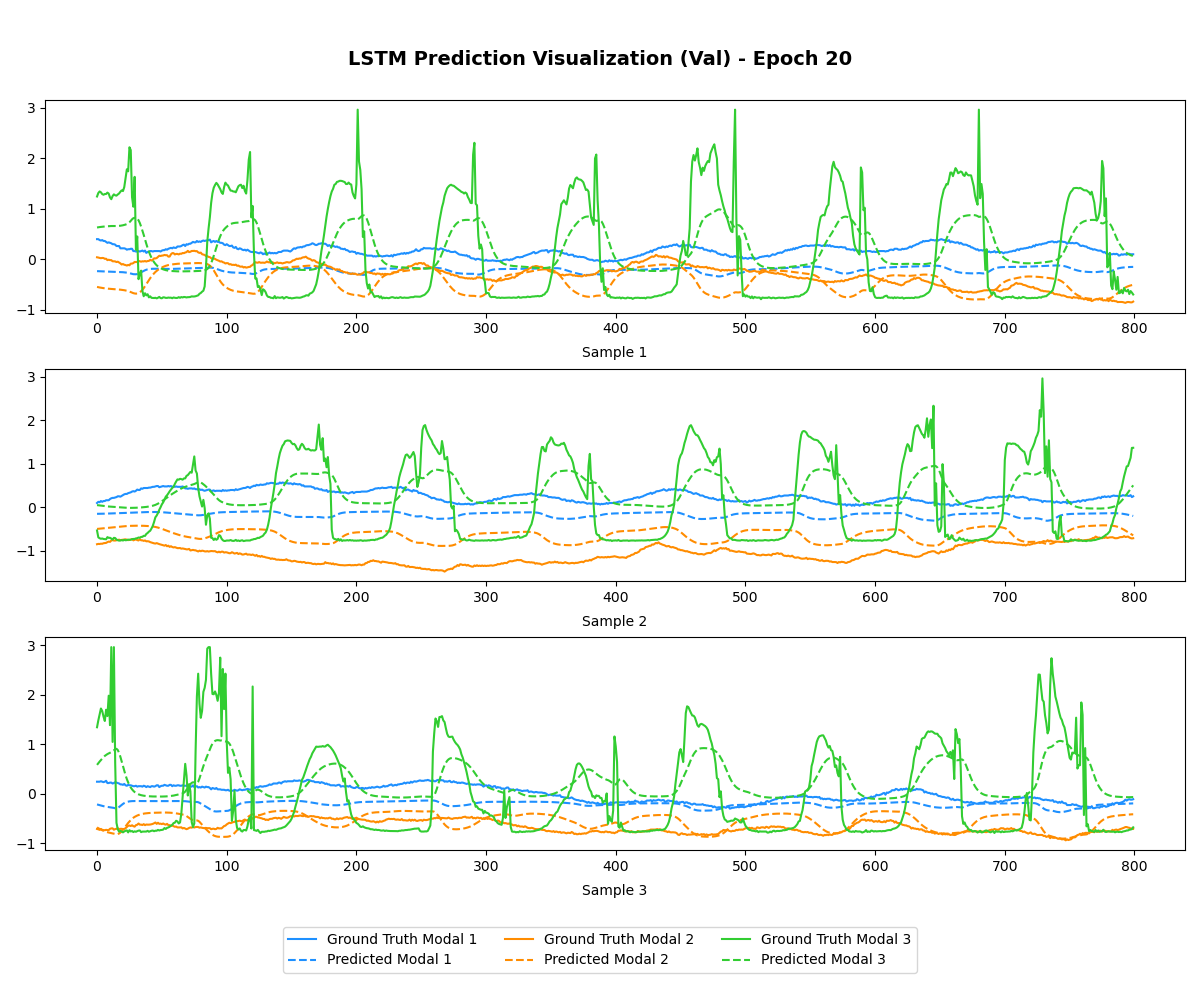 LSTM Prediction Visualization (Val) - Epoch 20
3
2
1
0
−1
0 100 200 300 400 500 600 700 800
Sample 1
3
2
1
0
−1
0 100 200 300 400 500 600 700 800
Sample 2
3
2
1
0
−1
0 100 200 300 400 500 600 700 800
Sample 3
Ground Truth Modal 1 Ground Truth Modal 2 Ground Truth Modal 3
Predicted Modal 1 Predicted Modal 2 Predicted Modal 3